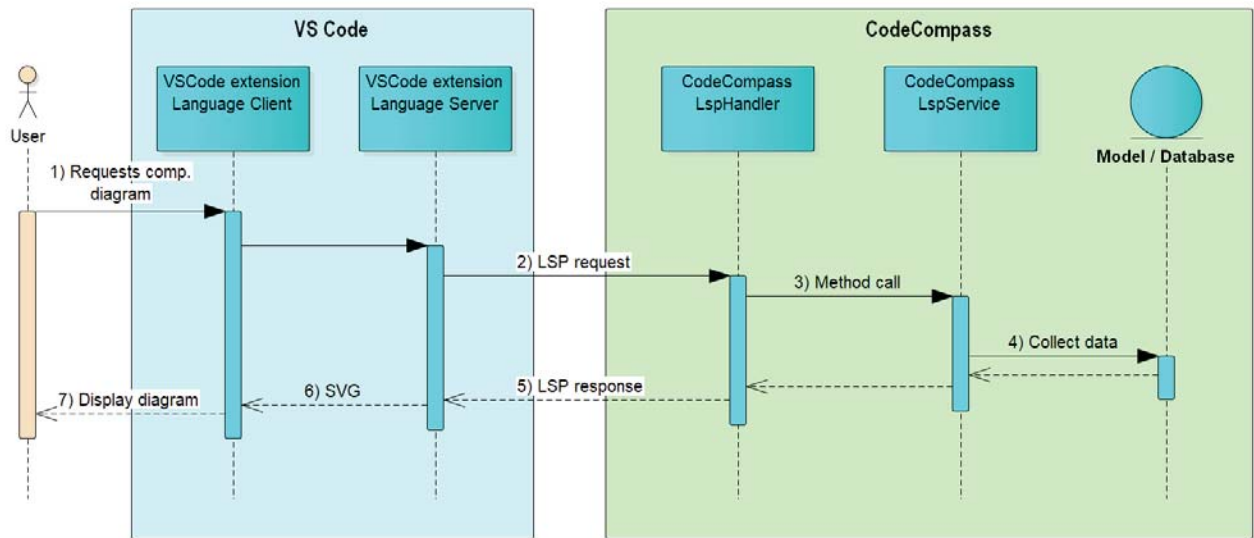 VS Code
CodeCompass
User
VSCode extension
Language Client
VSCode extension
Language Server
CodeCompass
LspHandler
CodeCompass
LspService
Model / Database
1) Requests comp.
diagram
2) LSP request
3) Method call
4) Collect data
5) LSP response
6) SVG
7) Display diagram